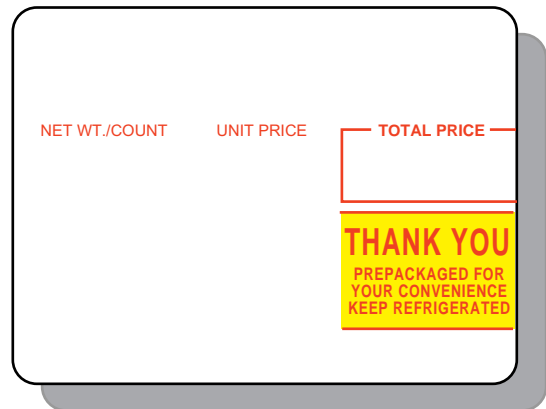 NET WT./COUNT UNIT PRICE TOTAL PRICE
THANK YOU
PREPACKAGED FOR
YOUR CONVENIENCE
KEEP REFRIGERATED